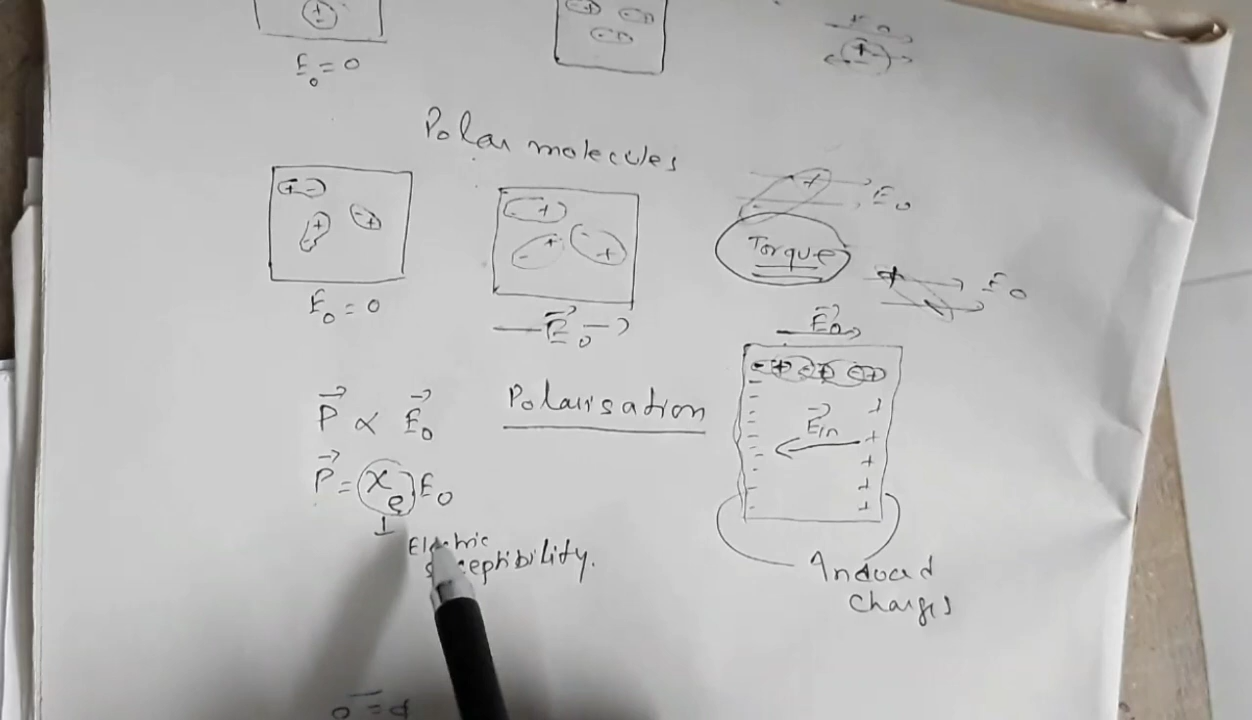 E₀ = 0
E₀
Polar molecules
E₀
Torque
E₀ = 0
E₀
E₀
E₀
P ∝ E₀
Polarisation
Ein
P = χe E₀
Electric
susceptibility.
Induced
charges